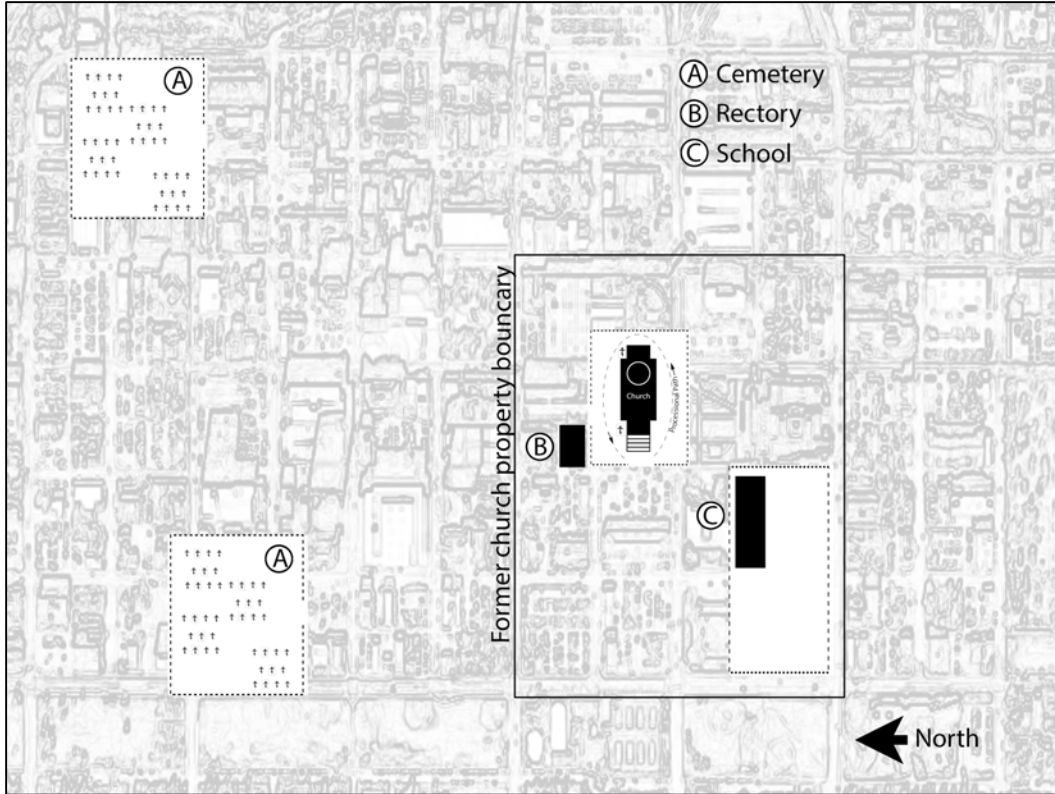 A Cemetery
B Rectory
C School
A
Former church property bouncary
Church
Processional Path
B
C
A
North